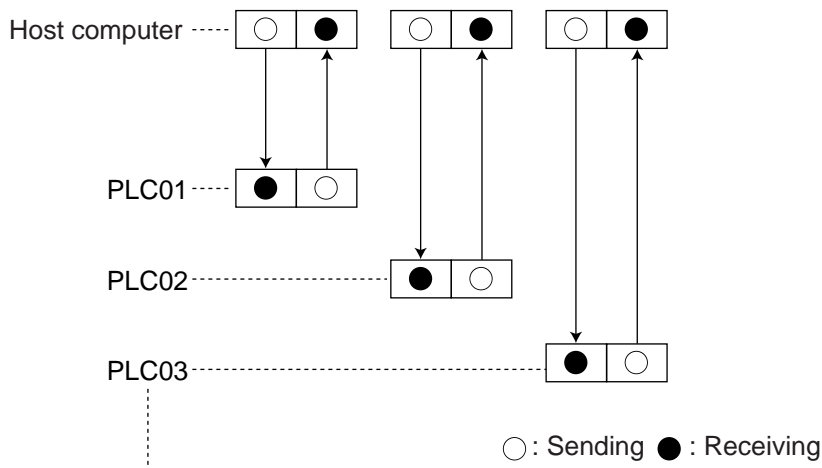 Host computer
PLC01
PLC02
PLC03
: Sending : Receiving